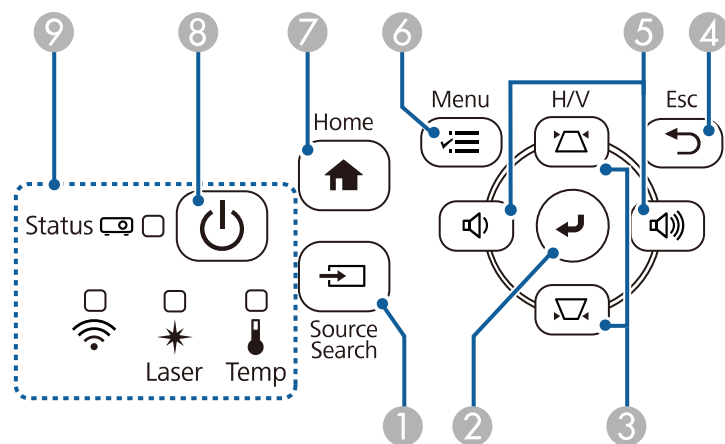 9 8 7 6 5 4
Menu H/V Esc
Home
Status
Source
Search
Laser Temp
1 2 3